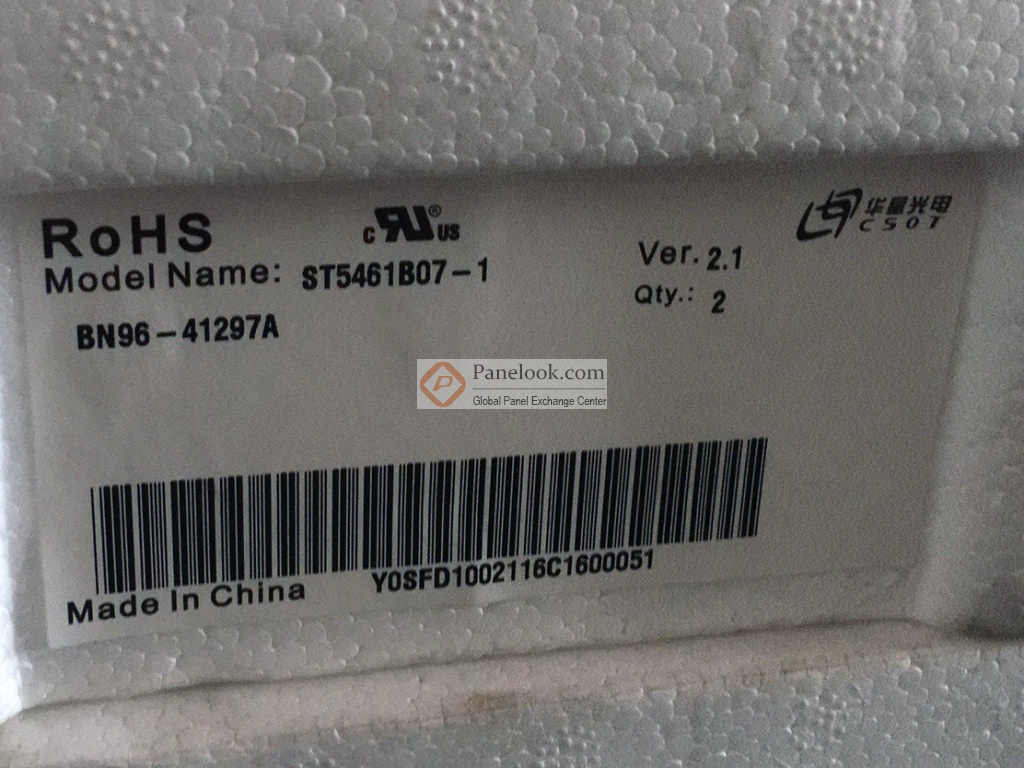 RoHS
c RU® US
华星光电
CSOT
Model Name: ST5461B07-1
Ver. 2.1
Qty.: 2
BN96-41297A
Panelook.com
Global Panel Exchange Center
Y0SFD1002116C1600051
Made In China